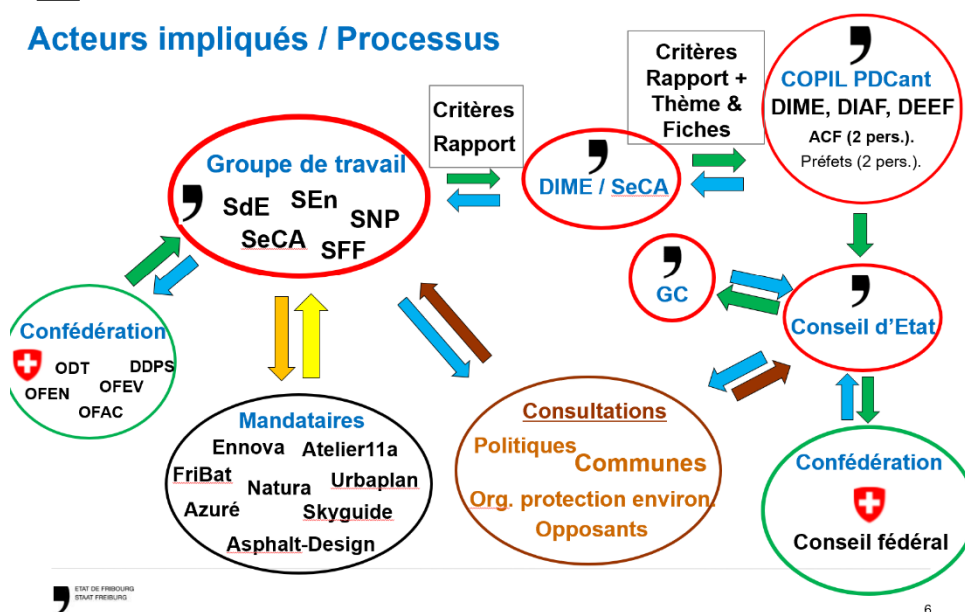 Acteurs impliqués / Processus
Critères
Rapport
Critères
Rapport +
Thème &
Fiches
COPIL PDCant
DIME, DIAF, DEEF
ACF (2 pers.).
Préfets (2 pers.).
Groupe de travail
SdE SEn
SNP
SeCA
SFF
DIME / SeCA
GC
Conseil d'Etat
Confédération
ODT DDPS
OFEN OFEV
OFAC
Mandataires
Ennova Atelier11a
FriBat Natura Urbaplan
Azuré Skyguide
Asphalt-Design
Consultations
Politiques
Communes
Org. protection environ.
Opposants
Confédération
Conseil fédéral
ETAT DE FRIBOURG
STAAT FREIBURG
6